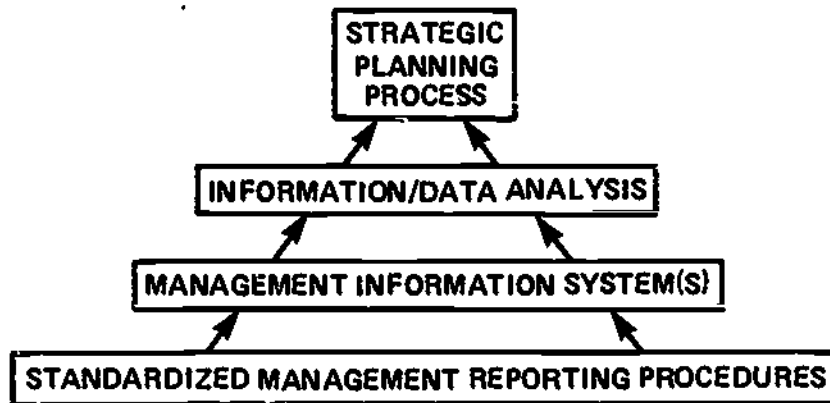 STRATEGIC
PLANNING
PROCESS
INFORMATION/DATA ANALYSIS
MANAGEMENT INFORMATION SYSTEM(S)
STANDARDIZED MANAGEMENT REPORTING PROCEDURES